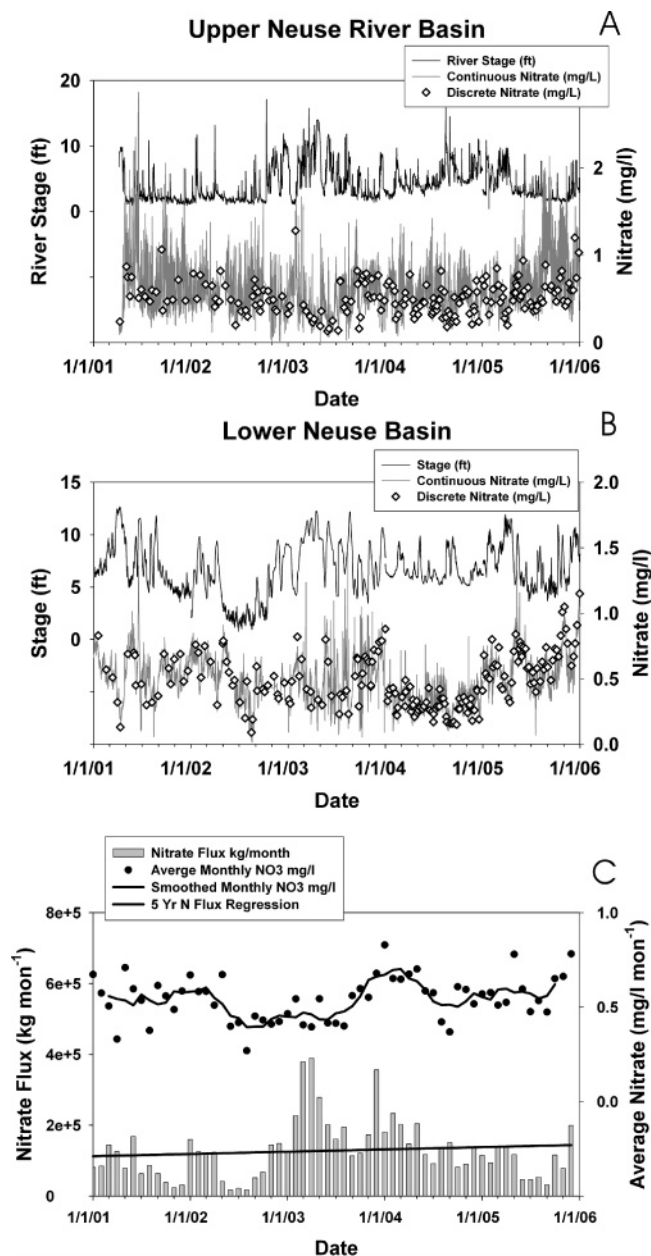 Upper Neuse River Basin
A
River Stage (ft)
Continuous Nitrate (mg/L)
Discrete Nitrate (mg/L)
20
10
0
River Stage (ft)
2
1
0
Nitrate (mg/l)
1/1/01 1/1/02 1/1/03 1/1/04 1/1/05 1/1/06
Date
Lower Neuse Basin
B
Stage (ft)
Continuous Nitrate (mg/L)
Discrete Nitrate (mg/L)
15
10
5
0
Stage (ft)
2.0
1.5
1.0
0.5
0.0
Nitrate (mg/l)
1/1/01 1/1/02 1/1/03 1/1/04 1/1/05 1/1/06
Date
C
Nitrate Flux kg/month
Averge Monthly NO3 mg/l
Smoothed Monthly NO3 mg/l
5 Yr N Flux Regression
8e+5
6e+5
4e+5
2e+5
0
Nitrate Flux (kg mon⁻¹)
1.0
0.5
0.0
Average Nitrate (mg/l mon⁻¹)
1/1/01 1/1/02 1/1/03 1/1/04 1/1/05 1/1/06
Date